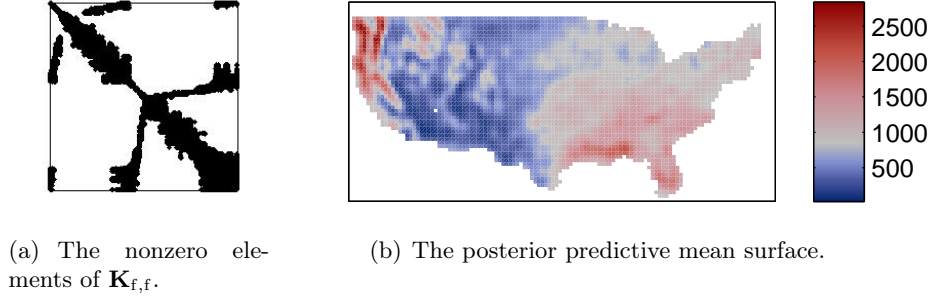 2500
2000
1500
1000
500
(a) The nonzero ele-
ments of K_{f,f}.
(b) The posterior predictive mean surface.